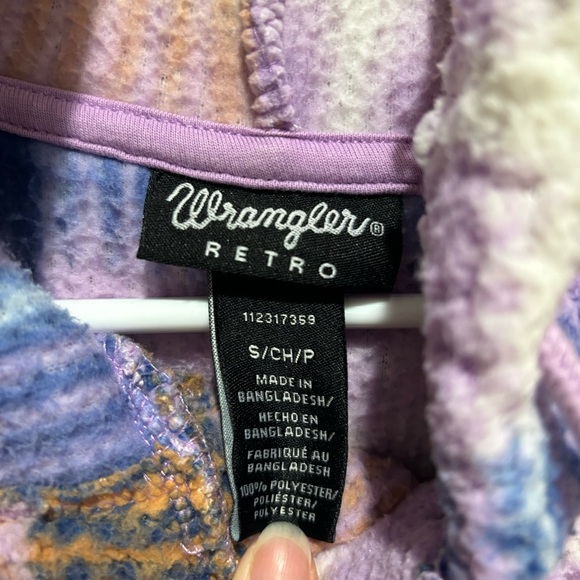 Wrangler®
RETRO
112317359
S/CH/P
MADE IN
BANGLADESH/
HECHO EN
BANGLADESH/
FABRIQUÉ AU
BANGLADESH
100% POLYESTER/
POLIÉSTER/
POLYESTER